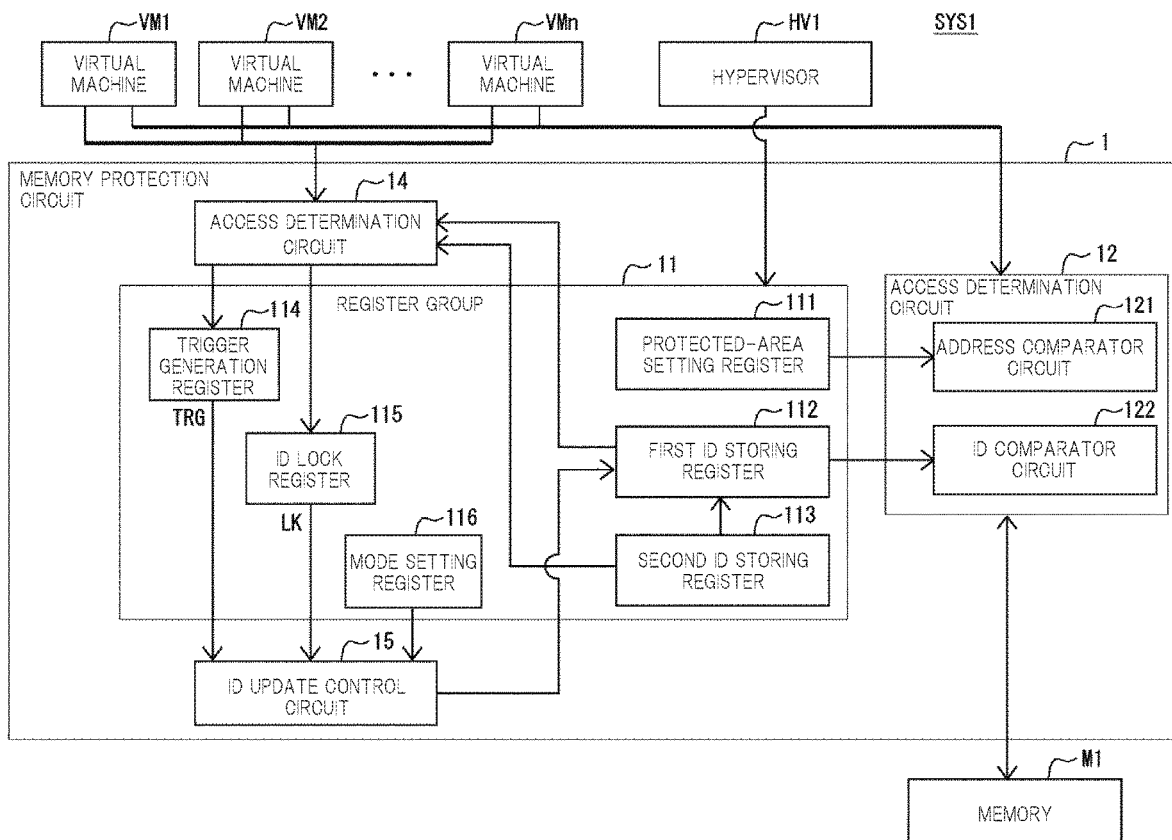 VM1
VM2
VMn
HV1
SYS1
VIRTUAL
MACHINE
VIRTUAL
MACHINE
...
VIRTUAL
MACHINE
HYPERVISOR
1
MEMORY PROTECTION
CIRCUIT
14
ACCESS DETERMINATION
CIRCUIT
11
REGISTER GROUP
12
ACCESS DETERMINATION
CIRCUIT
114
TRIGGER
GENERATION
REGISTER
TRG
111
PROTECTED-AREA
SETTING REGISTER
121
ADDRESS COMPARATOR
CIRCUIT
115
ID LOCK
REGISTER
LK
112
FIRST ID STORING
REGISTER
122
ID COMPARATOR
CIRCUIT
116
MODE SETTING
REGISTER
113
SECOND ID STORING
REGISTER
15
ID UPDATE CONTROL
CIRCUIT
M1
MEMORY